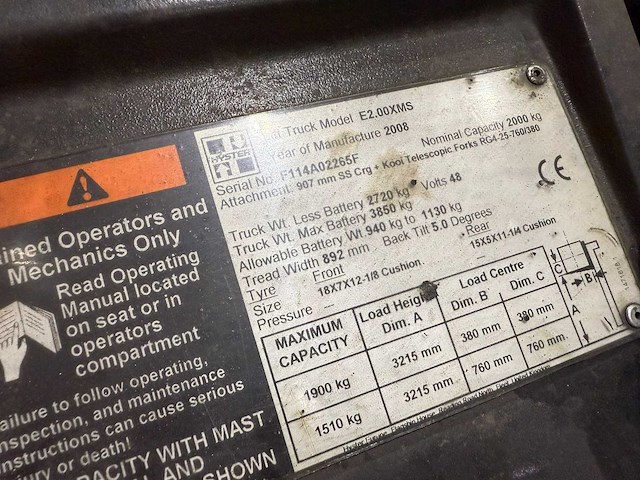 HYSTER
Truck Model E2.00XMS
Year of Manufacture 2008
Nominal Capacity 2000 kg
Serial No F114A02265F
Attachment: 907 mm SS Crg + Kooi Telescopic Forks RG4-25-760/380
CE
Truck Wt. Less Battery 2720 kg Volts 48
Truck Wt. Max Battery 3850 kg
Allowable Battery Wt 940 kg to 1130 kg
Tread Width 892 mm Back Tilt 5.0 Degrees
Tyre Front Rear
Size 18X7X12-1/8 Cushion 15X5X11-1/4 Cushion
Pressure – –
MAXIMUM CAPACITY Load Height Dim. A Load Centre Dim. B Dim. C
1900 kg 3215 mm 380 mm 380 mm
1510 kg 3215 mm 760 mm 760 mm
C
B
A
ained Operators and
Mechanics Only
Read Operating
Manual located
on seat or in
operators
compartment
ailure to follow operating,
nspection, and maintenance
nstructions can cause serious
jury or death!
PACITY WITH MAST
AND
SHOWN